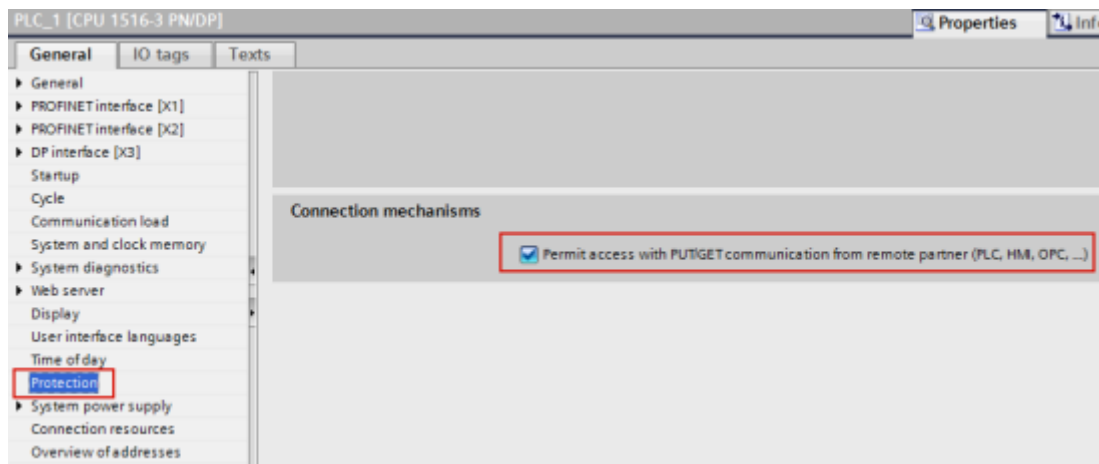 PLC_1 [CPU 1516-3 PN/DP]
Properties
General IO tags Texts
General
PROFINET interface [X1]
PROFINET interface [X2]
DP interface [X3]
Startup
Cycle
Communication load
System and clock memory
System diagnostics
Web server
Display
User interface languages
Time of day
Protection
System power supply
Connection resources
Overview of addresses
Connection mechanisms
Permit access with PUT/GET communication from remote partner (PLC, HMI, OPC, ...)